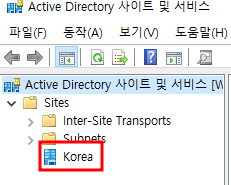 Active Directory 사이트 및 서비스
파일(F) 동작(A) 보기(V) 도움말(H)
Active Directory 사이트 및 서비스 [W
Sites
Inter-Site Transports
Subnets
Korea